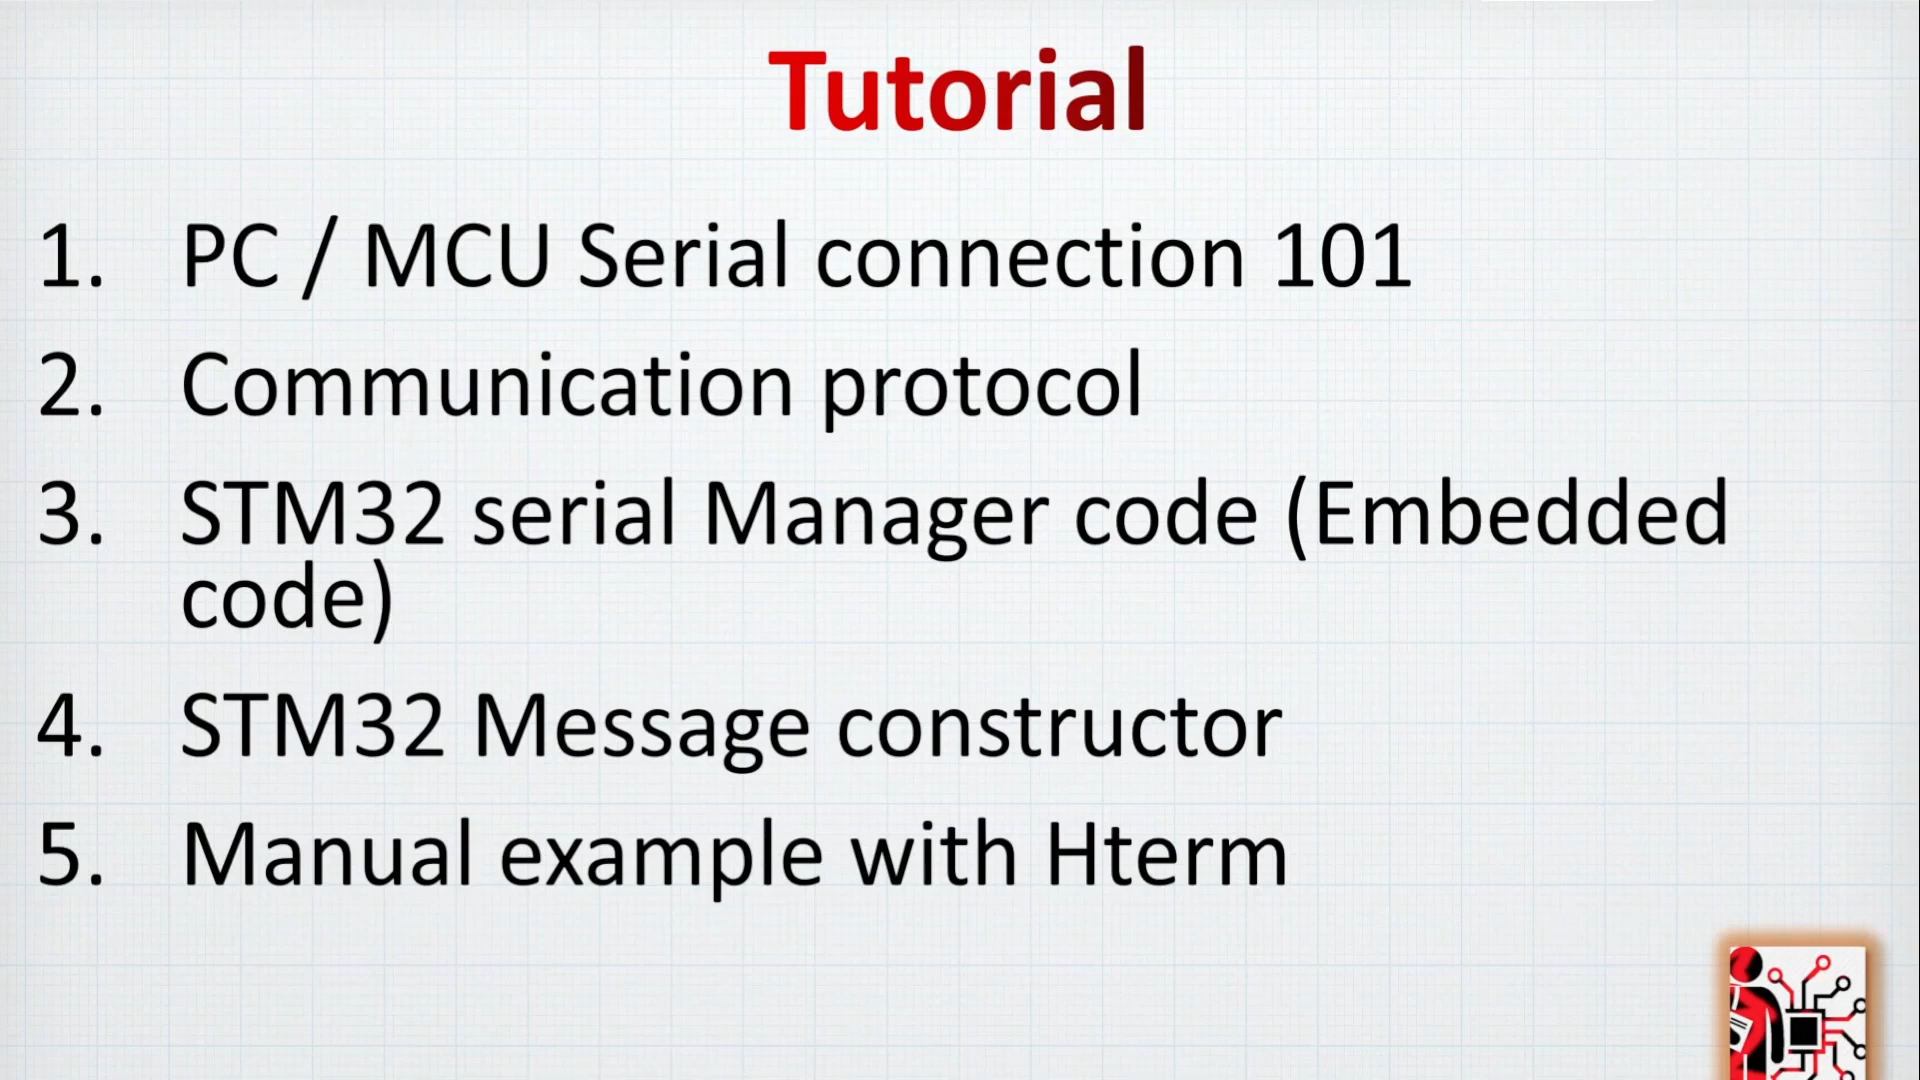 Tutorial
1. PC / MCU Serial connection 101
2. Communication protocol
3. STM32 serial Manager code (Embedded
code)
4. STM32 Message constructor
5. Manual example with Hterm